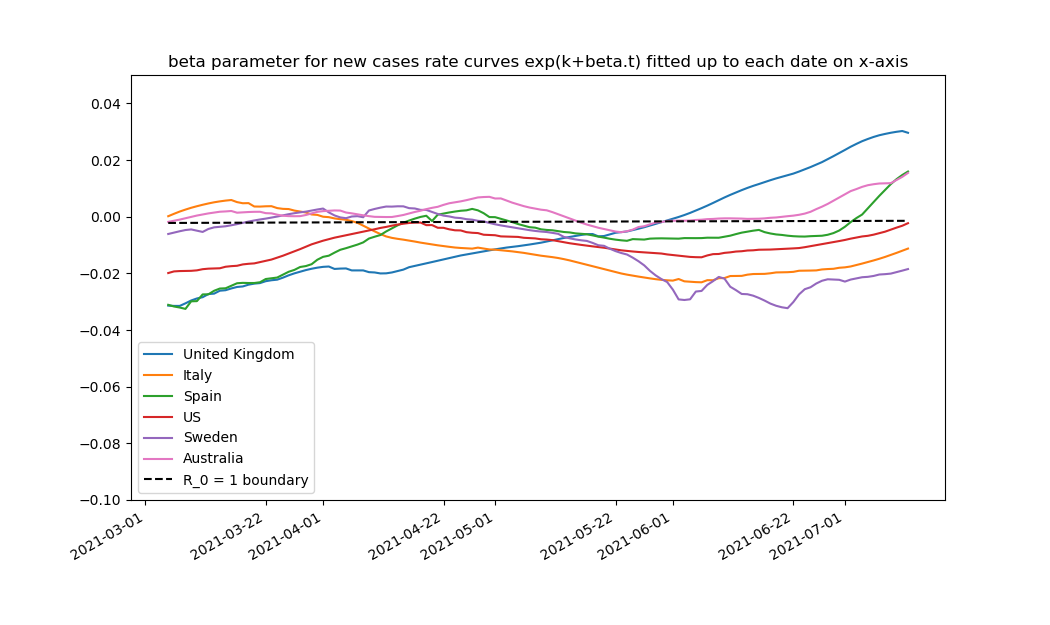 beta parameter for new cases rate curves exp(k+beta.t) fitted up to each date on x-axis
0.04
0.02
0.00
−0.02
−0.04
−0.06
−0.08
−0.10
United Kingdom
Italy
Spain
US
Sweden
Australia
R_0 = 1 boundary
2021-03-01
2021-03-22
2021-04-01
2021-04-22
2021-05-01
2021-05-22
2021-06-01
2021-06-22
2021-07-01